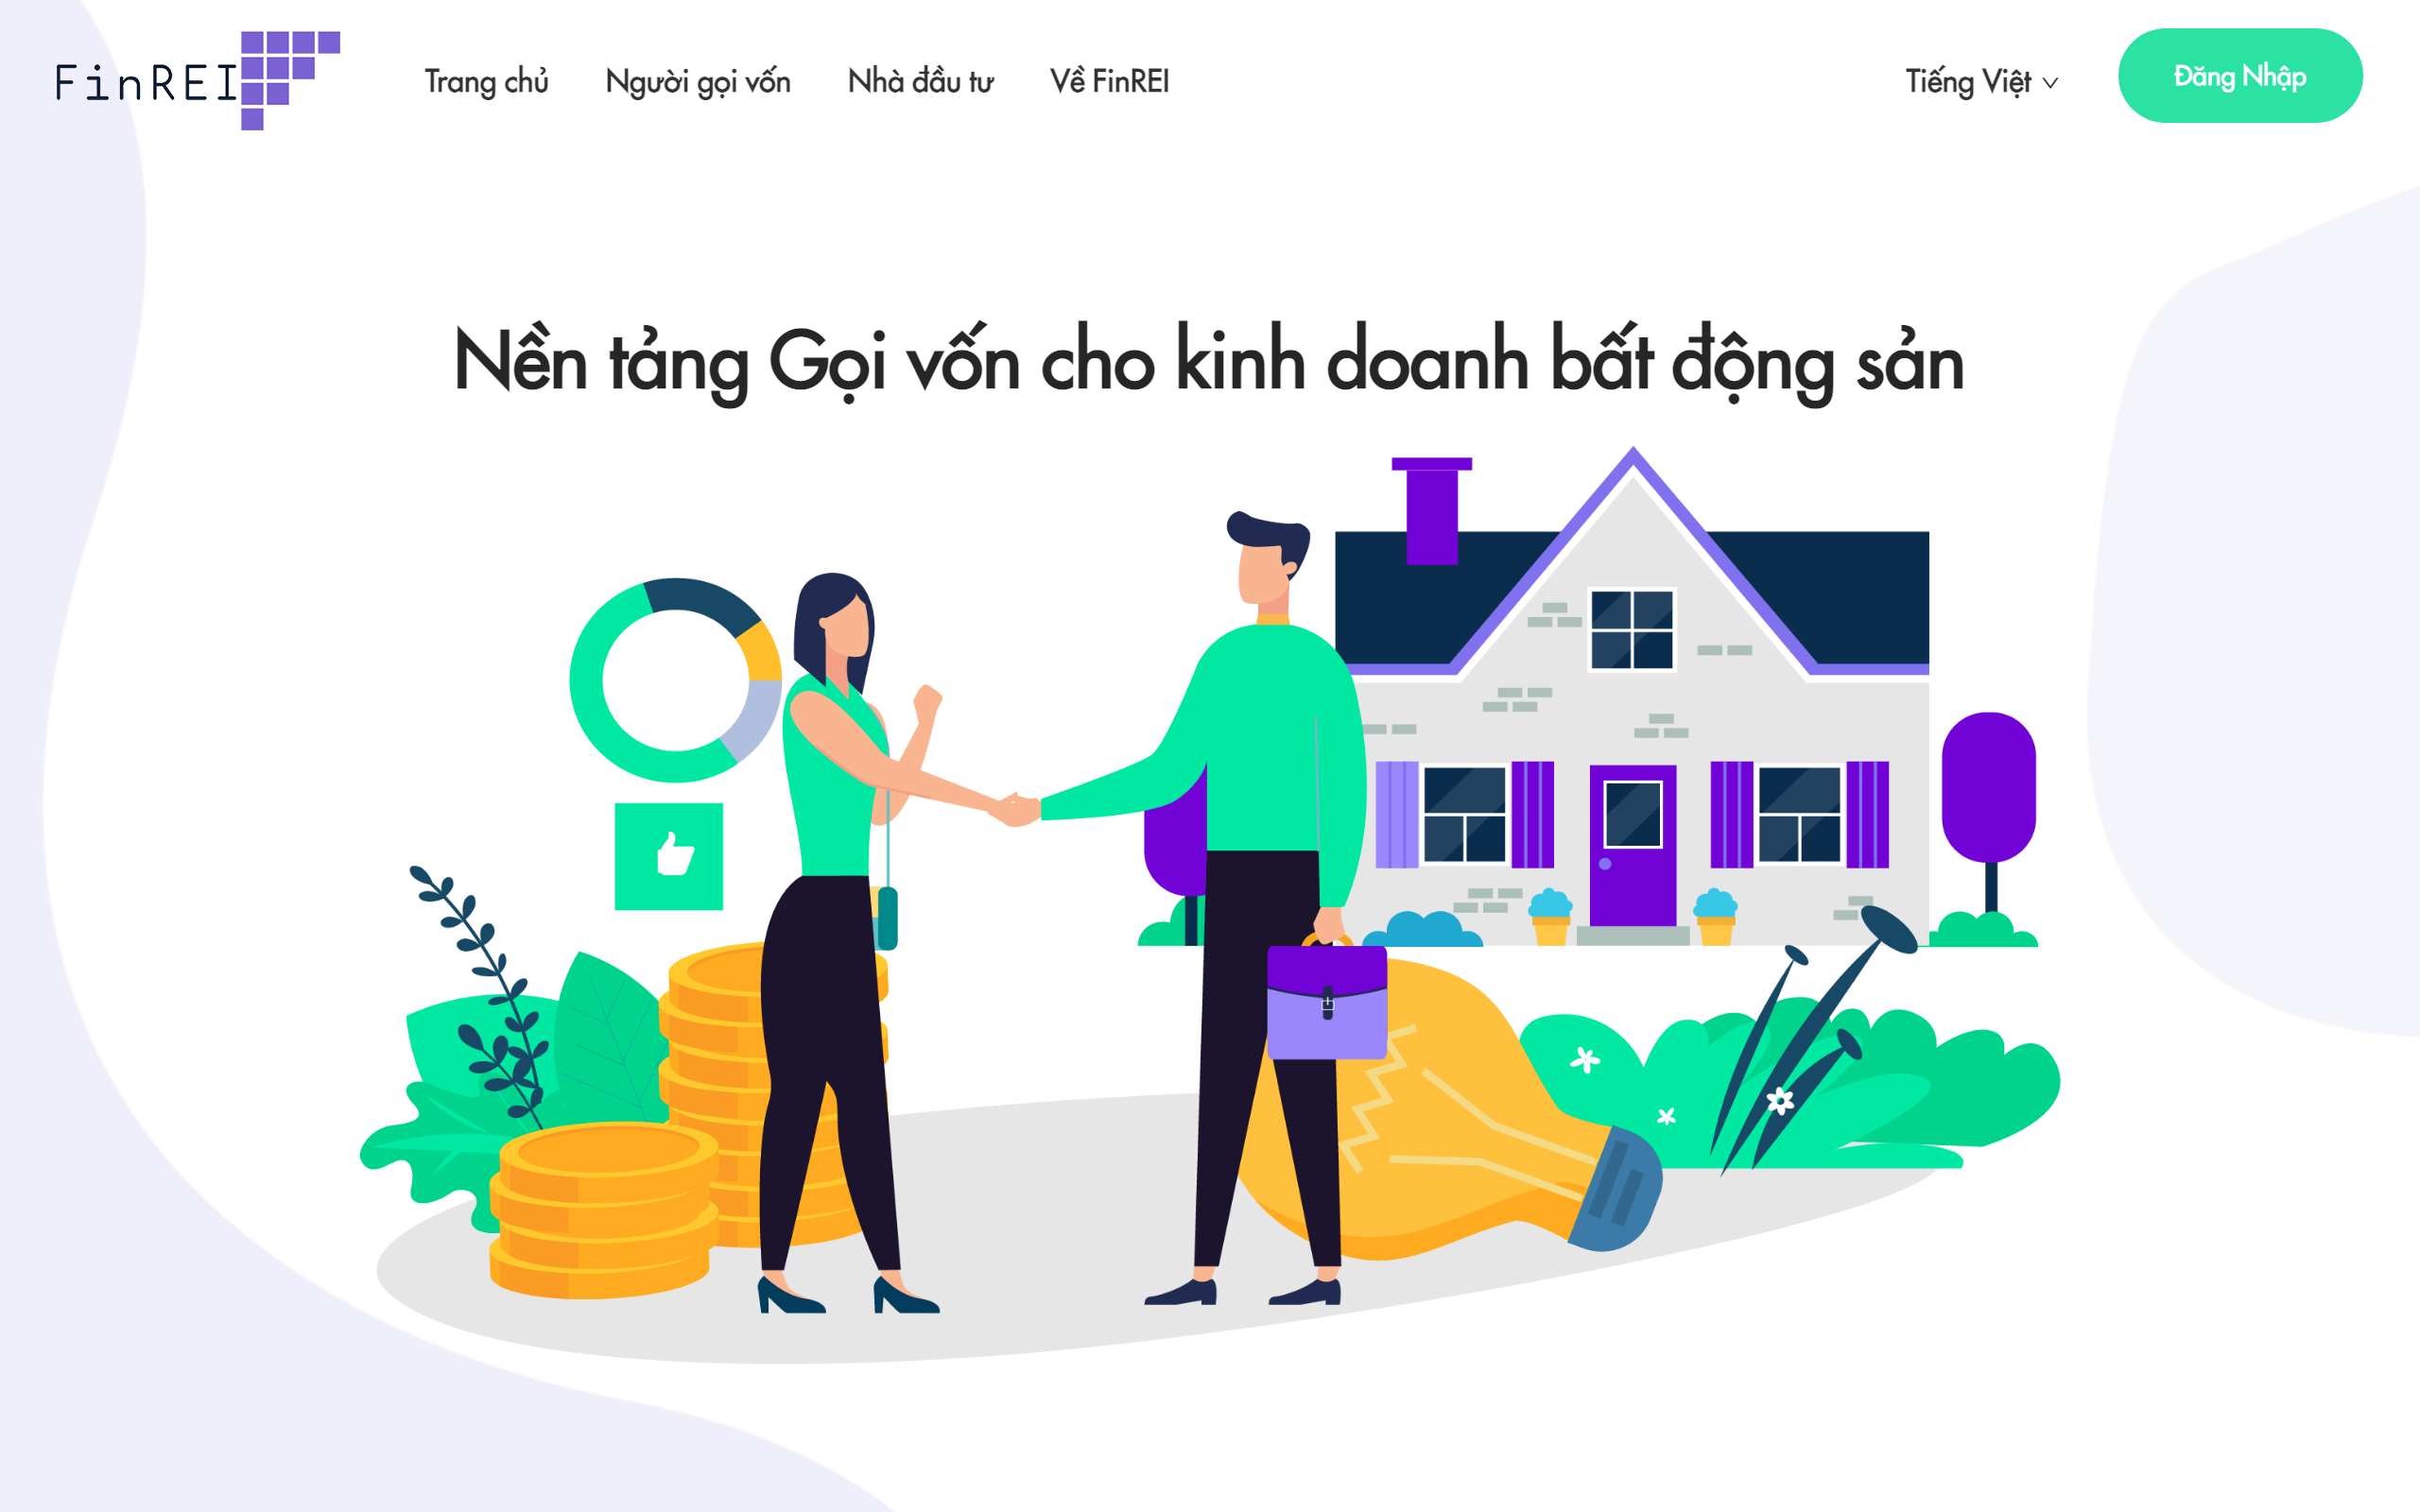 FinREI
Trang chủ
Người gọi vốn
Nhà đầu tư
Về FinREI
Tiếng Việt
Đăng Nhập
Nền tảng Gọi vốn cho kinh doanh bất động sản